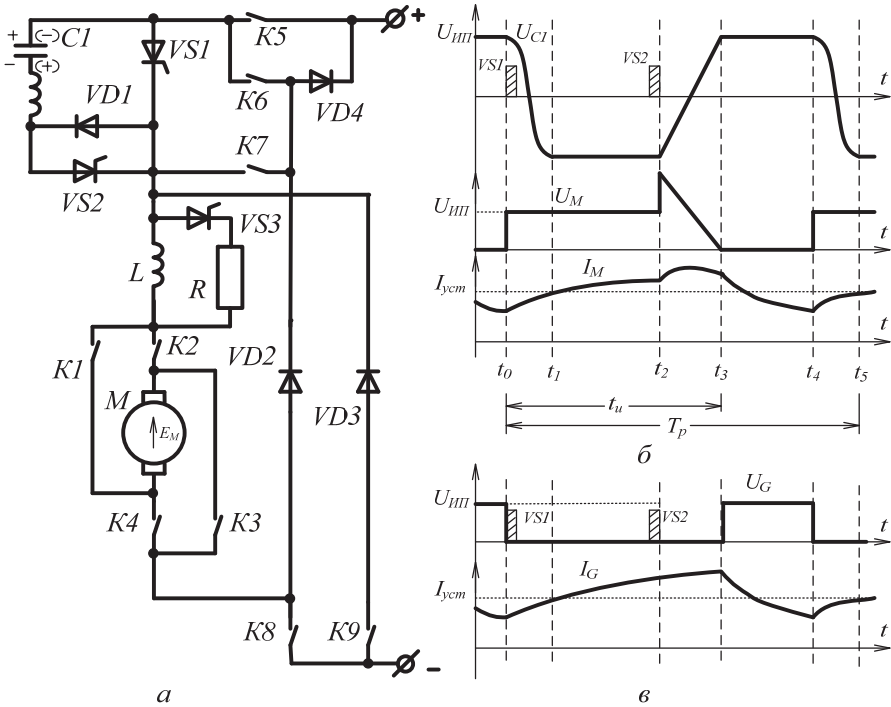 +
+ (−) C1
− (+)
VS1
K5
K6
VD4
VD1
K7
VS2
VS3
L
R
K1
K2
VD2
M
E_M
VD3
K4
K3
K8
K9
−
а
U_ИП
U_C1
VS1
VS2
t
U_ИП
U_M
t
I_уст
I_M
t
t_0 t_1 t_2 t_3 t_4 t_5
t_и
T_р
б
U_ИП
U_G
VS1
VS2
t
I_уст
I_G
t
в